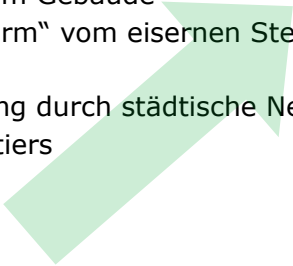 m Gebäude
rm“ vom eisernen Ste
ng durch städtische Ne
tiers